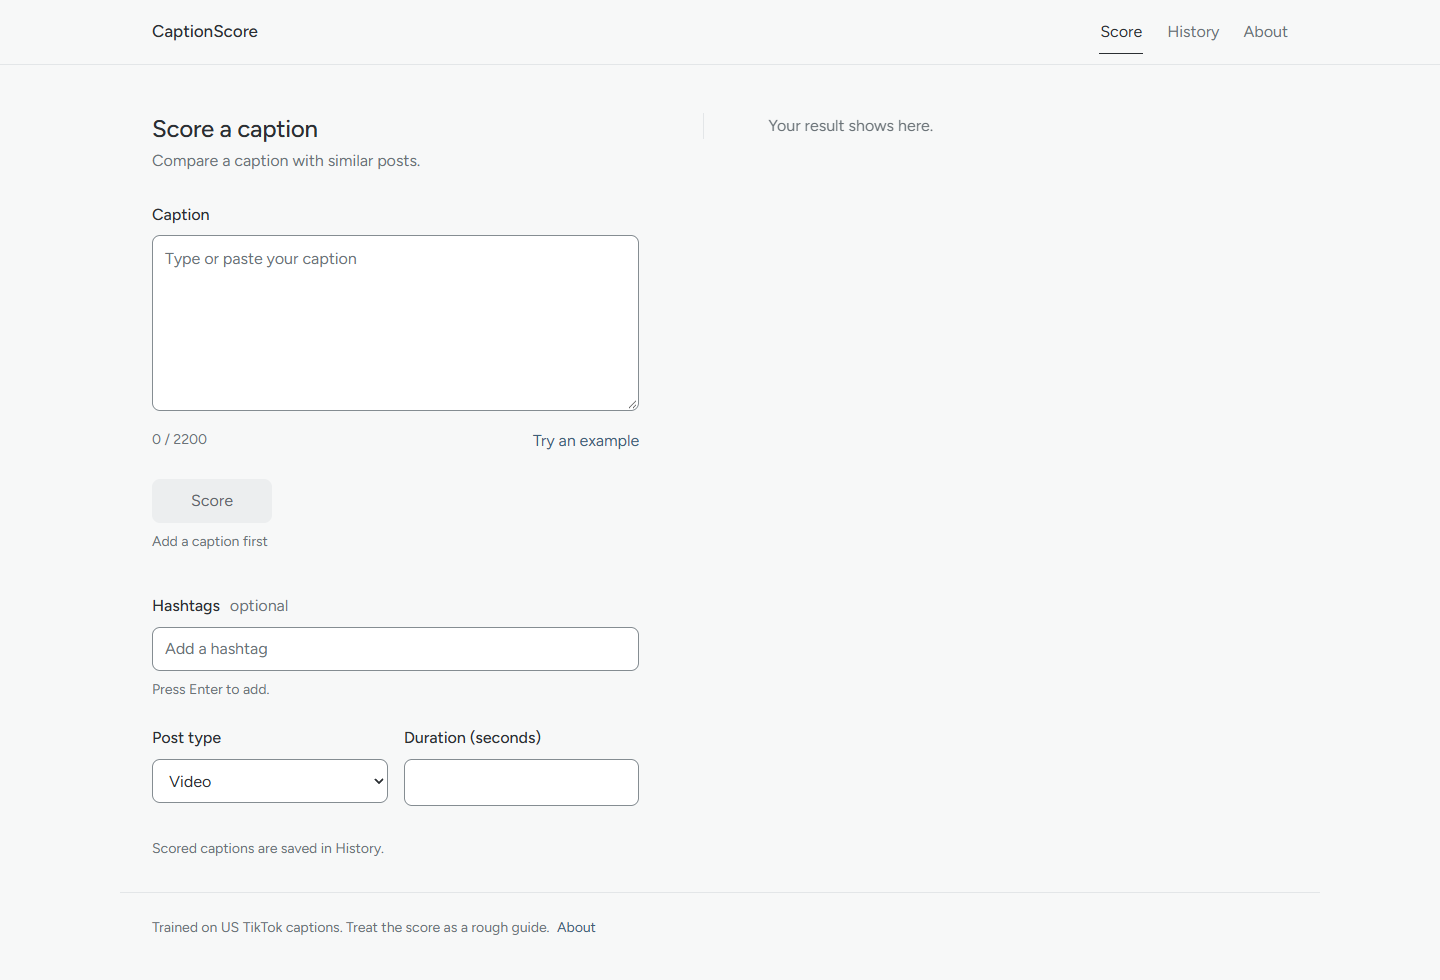 CaptionScore
Score History About
Score a caption
Compare a caption with similar posts.
Your result shows here.
Caption
Type or paste your caption
0 / 2200
Try an example
Score
Add a caption first
Hashtags optional
Add a hashtag
Press Enter to add.
Post type
Duration (seconds)
Video
Scored captions are saved in History.
Trained on US TikTok captions. Treat the score as a rough guide. About